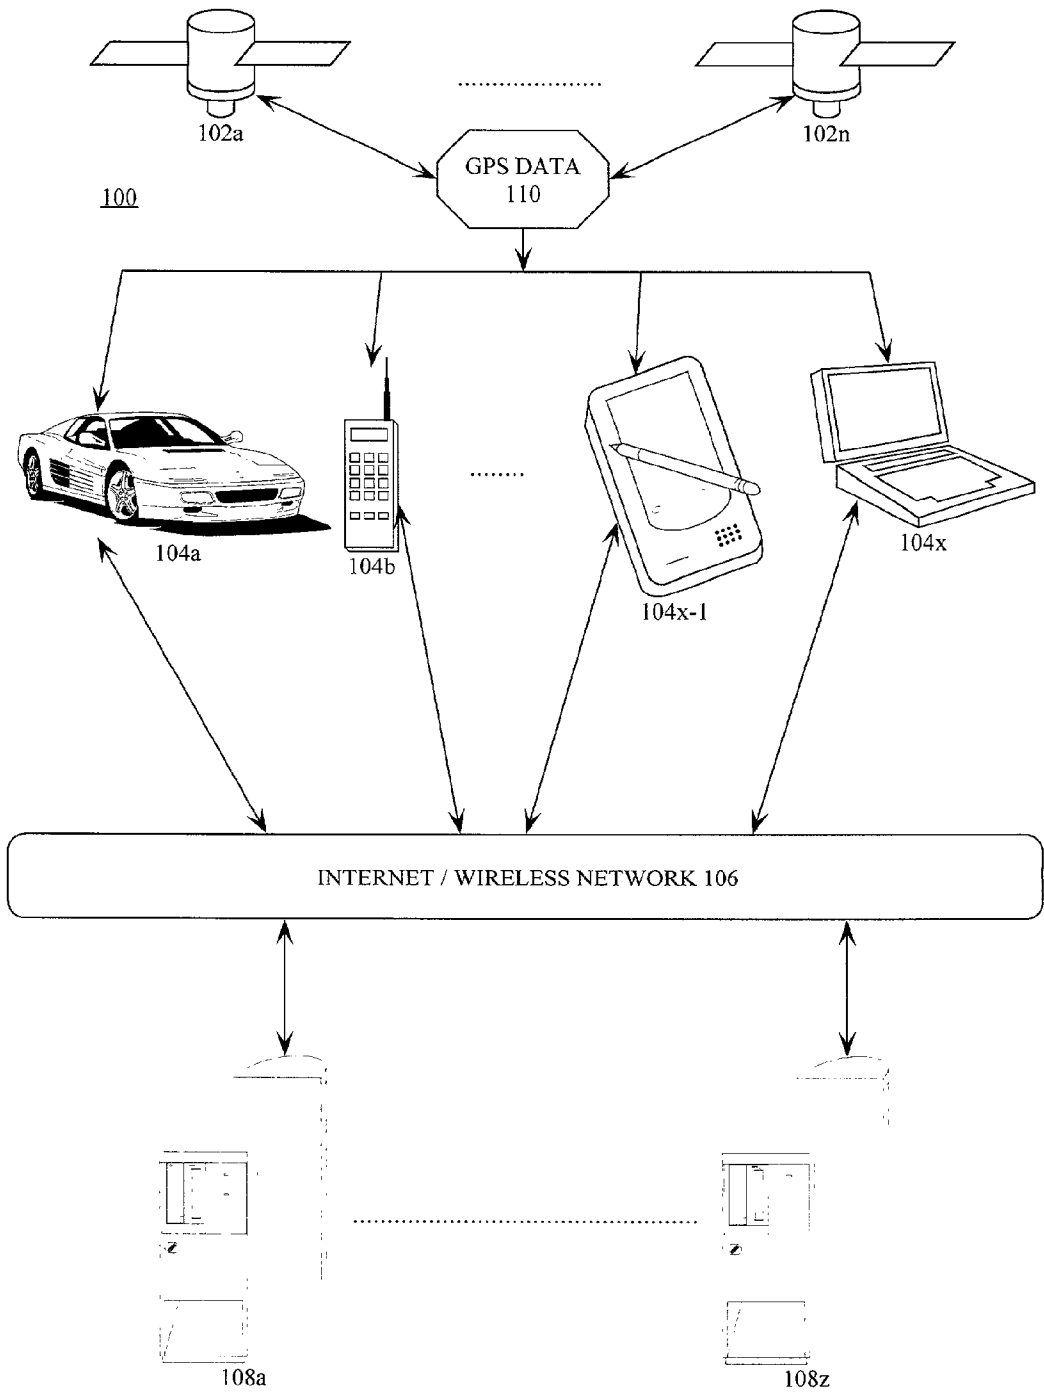 102a
102n
GPS DATA
110
100
104a
104b
104x-1
104x
INTERNET / WIRELESS NETWORK 106
108a
108z